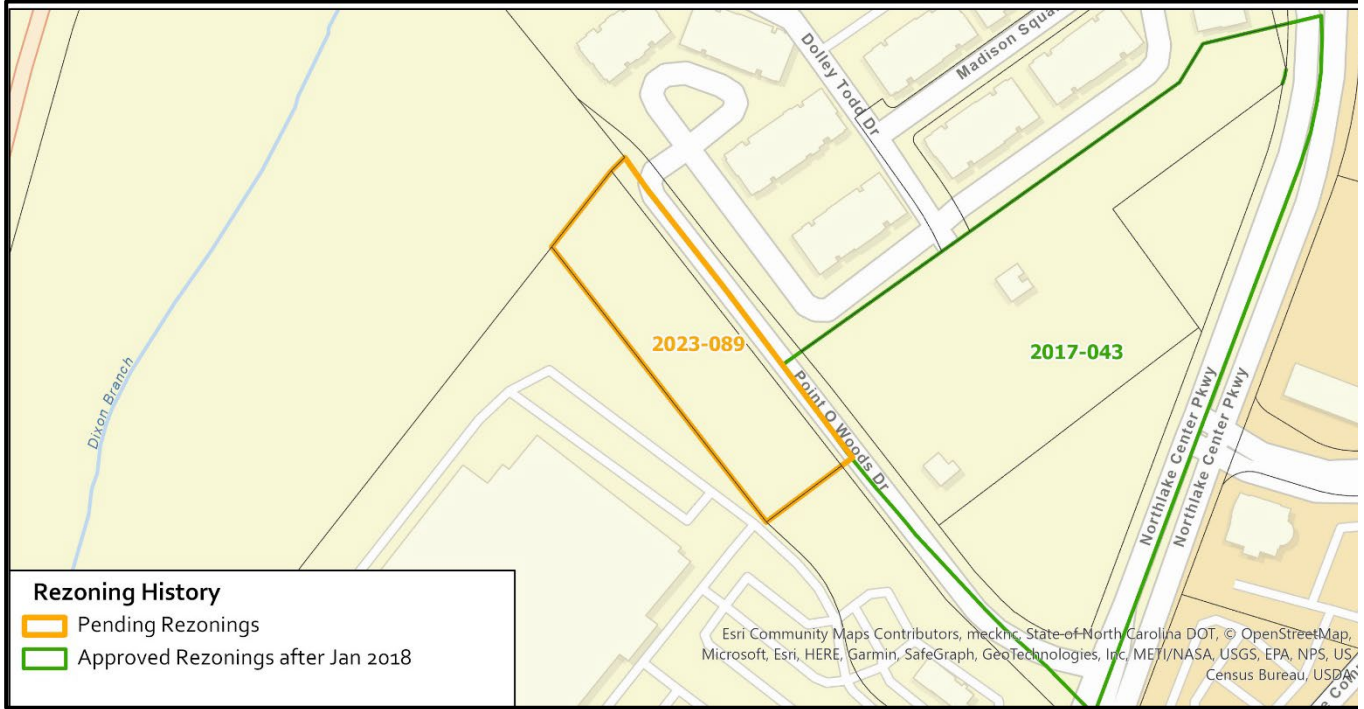 Dolley Todd Dr
Madison Squa
2023-089
2017-043
Point O Woods Dr
Northlake Center Pkwy
Northlake Center Pkwy
Dixon Branch
Rezoning History
Pending Rezonings
Approved Rezonings after Jan 2018
Esri Community Maps Contributors, mecknc, State of North Carolina DOT, © OpenStreetMap,
Microsoft, Esri, HERE, Garmin, SafeGraph, GeoTechnologies, Inc, METI/NASA, USGS, EPA, NPS, US
Census Bureau, USDA